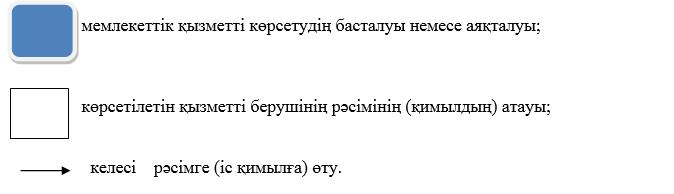 мемлекеттік қызметті көрсетудің басталуы немесе аяқталуы;
көрсетілетін қызметті берушінің рәсімінің (қимылдың) атауы;
келесі рәсімге (іс қимылға) өту.